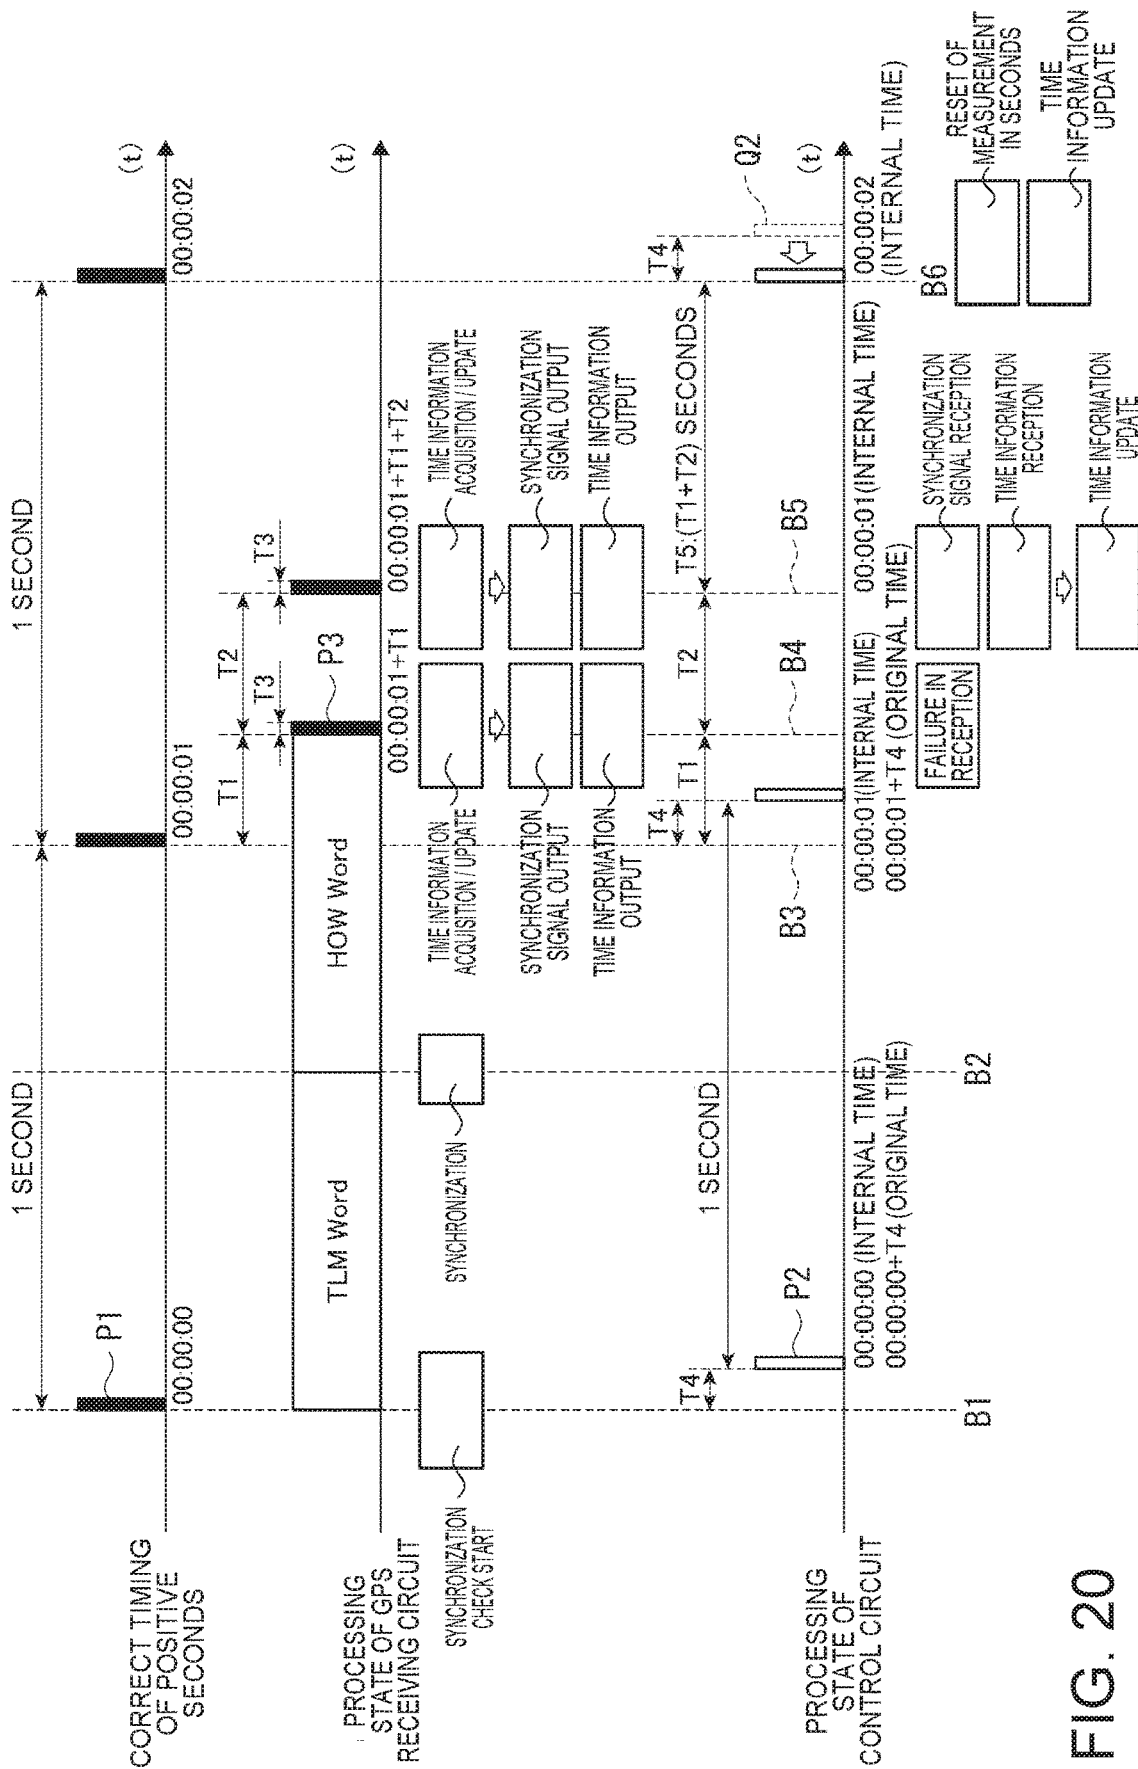 CORRECT TIMING
OF POSITIVE
SECONDS
P1
00:00:00
1 SECOND
00:00:01
1 SECOND
00:00:02
(t)
PROCESSING
STATE OF GPS
RECEIVING CIRCUIT
TLM Word
HOW Word
T1
T2
T3
P3
T3
00:00:01+T1
00:00:01+T1+T2
(t)
SYNCHRONIZATION
CHECK START
SYNCHRONIZATION
TIME INFORMATION
ACQUISITION / UPDATE
SYNCHRONIZATION
SIGNAL OUTPUT
TIME INFORMATION
OUTPUT
TIME INFORMATION
ACQUISITION / UPDATE
SYNCHRONIZATION
SIGNAL OUTPUT
TIME INFORMATION
OUTPUT
PROCESSING
STATE OF
CONTROL CIRCUIT
T4
P2
1 SECOND
T4
T1
T2
T5:(T1+T2) SECONDS
T4
Q2
(t)
B3
B4
B5
00:00:00 (INTERNAL TIME)
00:00:00+T4 (ORIGINAL TIME)
00:00:01(INTERNAL TIME)
00:00:01+T4 (ORIGINAL TIME)
00:00:01(INTERNAL TIME)
00:00:02
(INTERNAL TIME)
B1
B2
B6
FAILURE IN
RECEPTION
SYNCHRONIZATION
SIGNAL RECEPTION
TIME INFORMATION
RECEPTION
TIME INFORMATION
UPDATE
RESET OF
MEASUREMENT
IN SECONDS
TIME
INFORMATION
UPDATE
FIG. 20